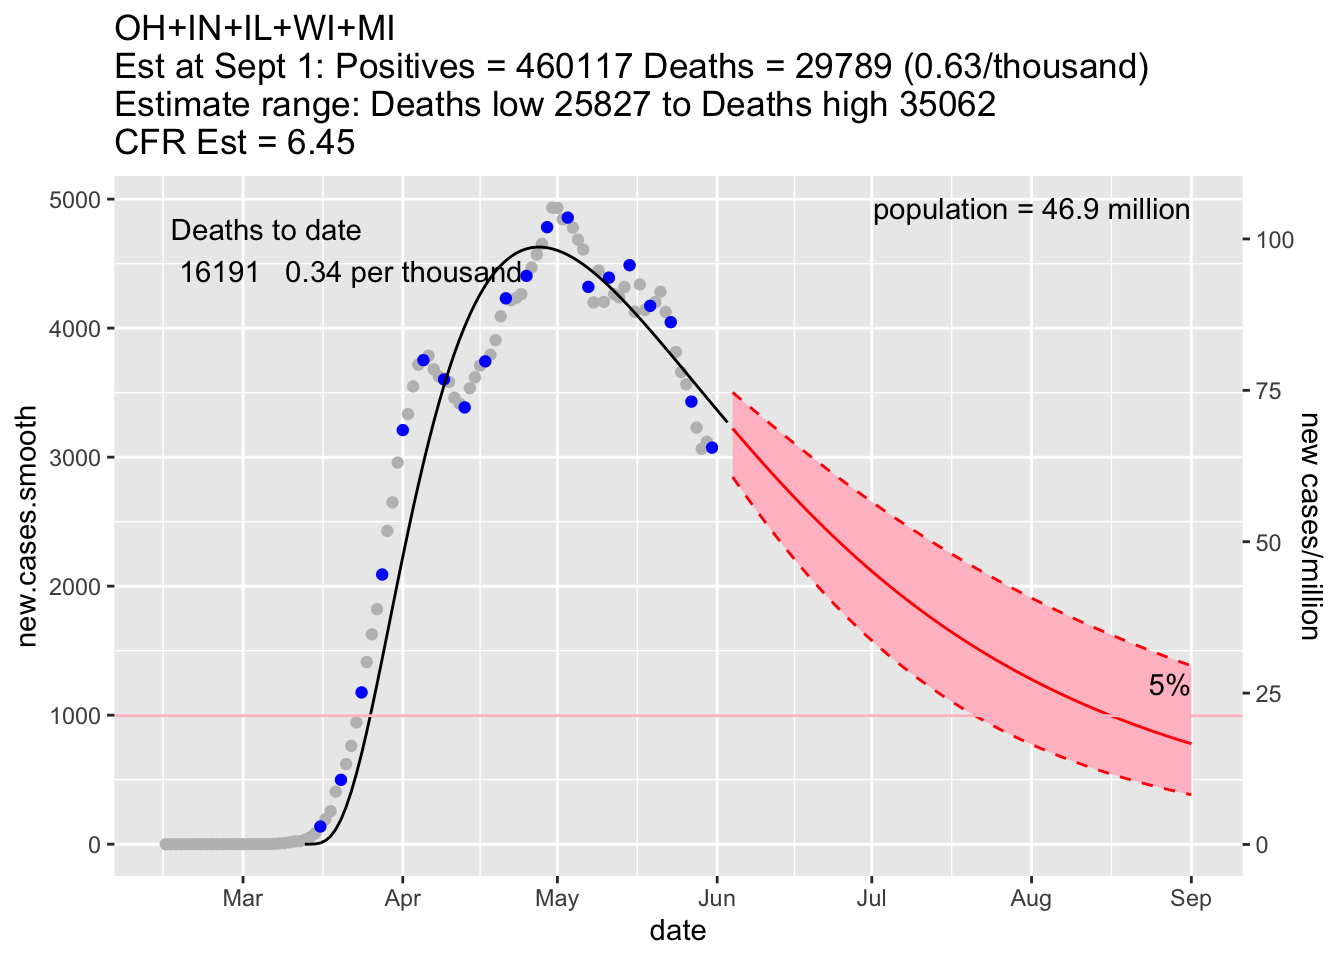 OH+IN+IL+WI+MI
Est at Sept 1: Positives = 460117 Deaths = 29789 (0.63/thousand)
Estimate range: Deaths low 25827 to Deaths high 35062
CFR Est = 6.45
5000
4000
3000
2000
1000
0
new.cases.smooth
Deaths to date
16191 0.34 per thousand
population = 46.9 million
5%
100
75
50
25
0
new cases/million
Mar Apr May Jun Jul Aug Sep
date